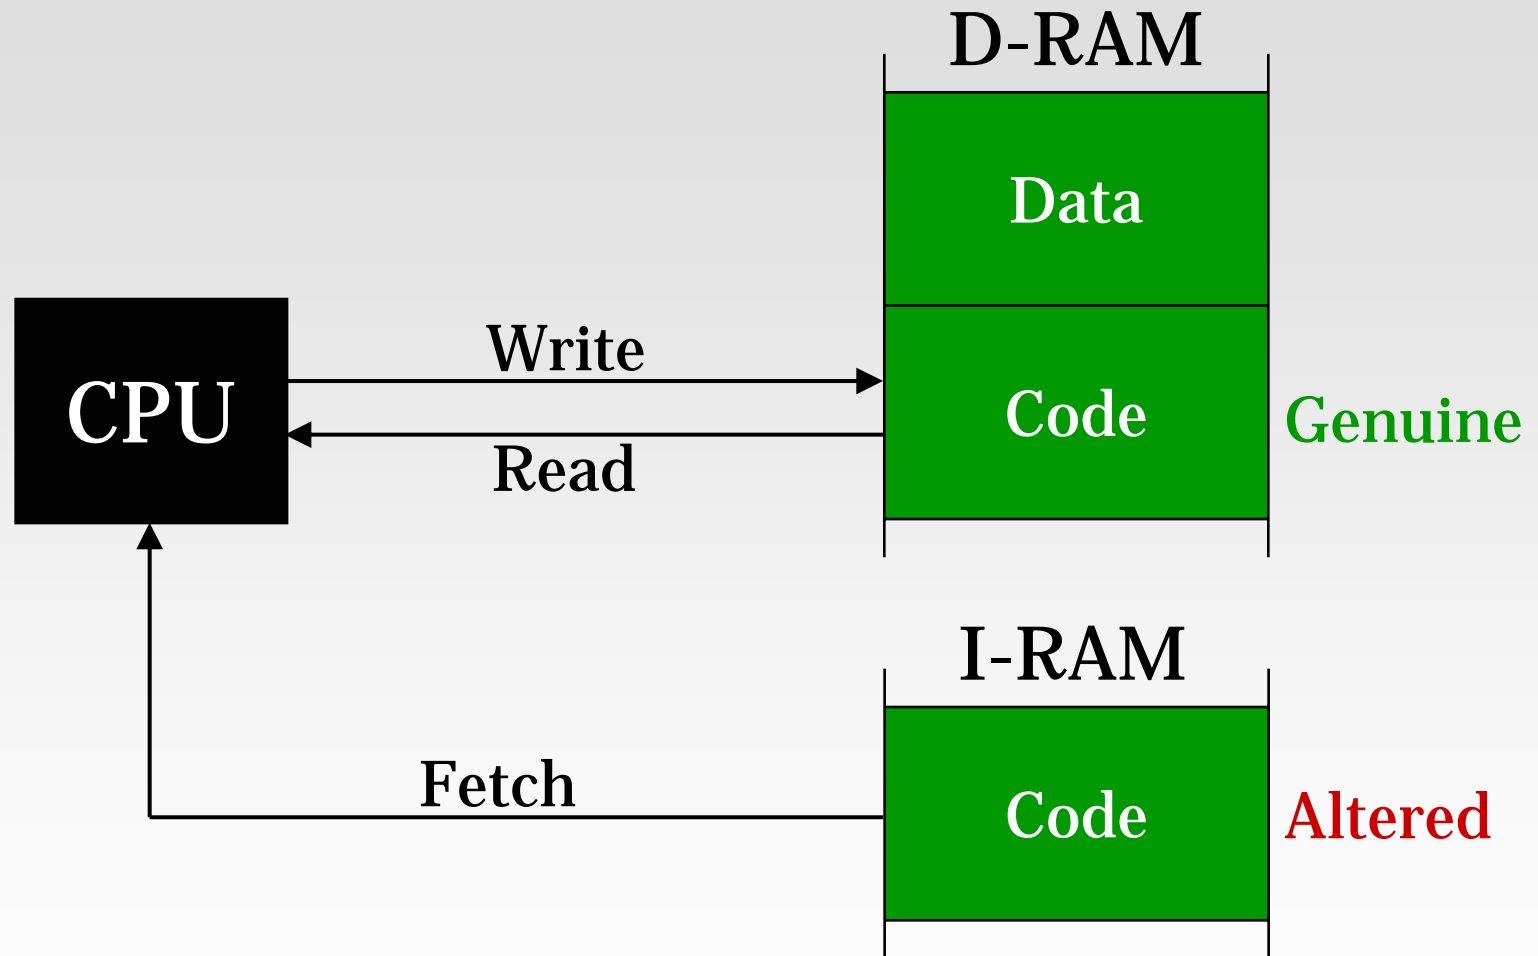 D-RAM
Data
Write
CPU
Code
Genuine
Read
I-RAM
Fetch
Code
Altered